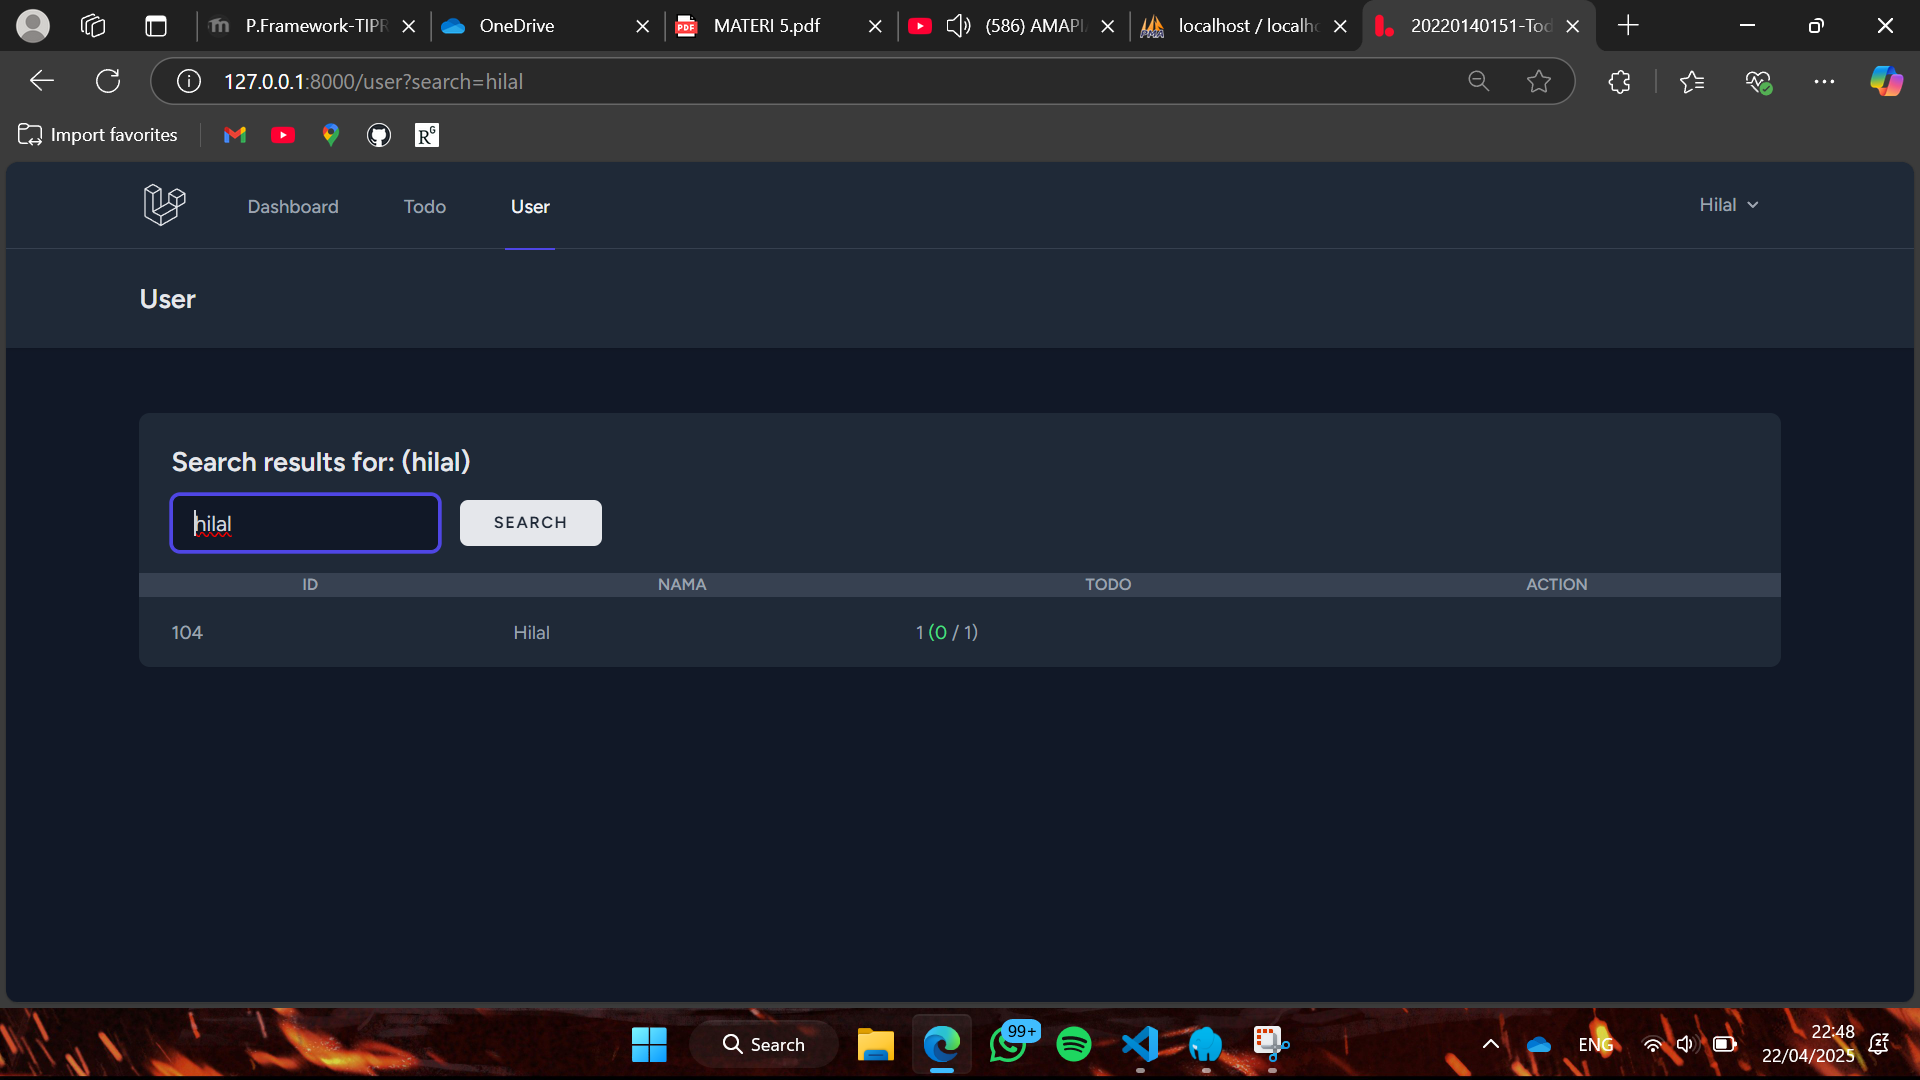 P.Framework-TIPR
OneDrive
MATERI 5.pdf
(586) AMAPI
localhost / localho
20220140151-Tod
127.0.0.1:8000/user?search=hilal
Import favorites
Dashboard
Todo
User
Hilal
User
Search results for: (hilal)
hilal
SEARCH
ID NAMA TODO ACTION
104 Hilal 1 (0 / 1)
Search
99+
ENG
22:48
22/04/2025